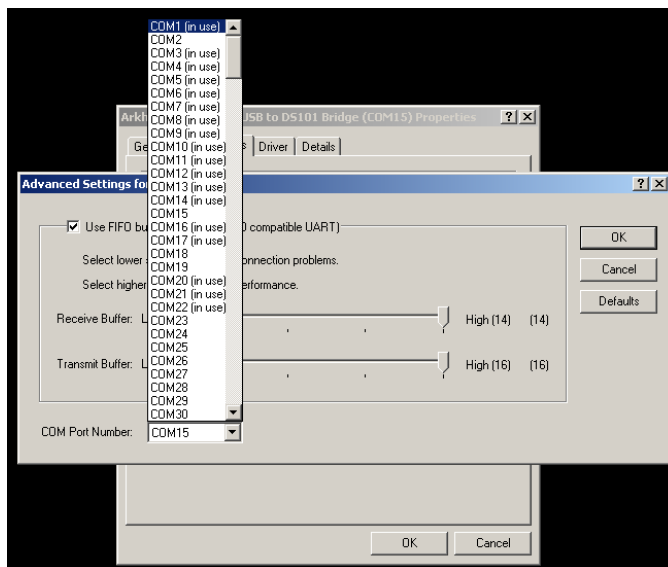 COM1 (in use)
COM2
COM3 (in use)
COM4 (in use)
COM5 (in use)
COM6 (in use)
COM7 (in use)
COM8 (in use)
COM9 (in use)
COM10 (in use)
COM11 (in use)
COM12 (in use)
COM13 (in use)
COM14 (in use)
COM15
COM16 (in use)
COM17 (in use)
COM18
COM19
COM20 (in use)
COM21 (in use)
COM22 (in use)
COM23
COM24
COM25
COM26
COM27
COM28
COM29
COM30
Arkh USB to DS101 Bridge (COM15) Properties
Ge s Driver Details
Advanced Settings for
Use FIFO bu 0 compatible UART)
Select lower onnection problems.
Select higher erformance.
Receive Buffer: L High (14) (14)
Transmit Buffer: L High (16) (16)
COM Port Number: COM15
OK
Cancel
Defaults
OK Cancel